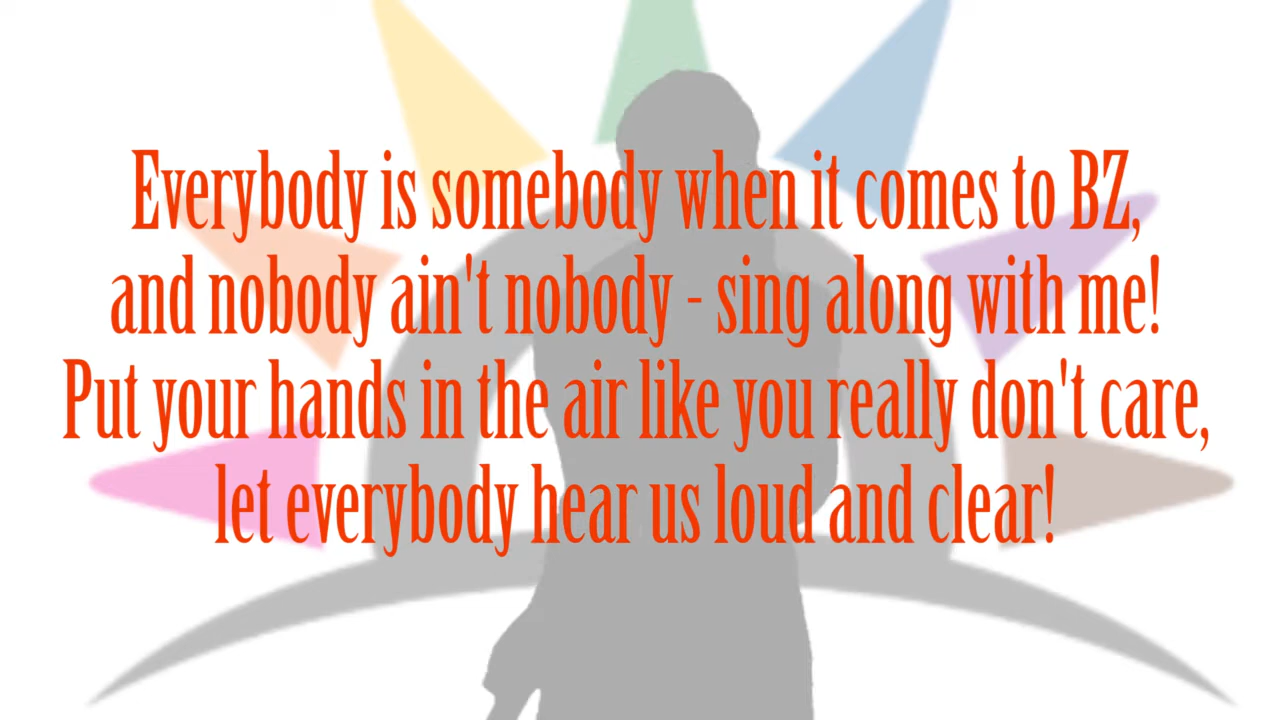 Everybody is somebody when it comes to BZ,
and nobody ain't nobody - sing along with me!
Put your hands in the air like you really don't care,
let everybody hear us loud and clear!